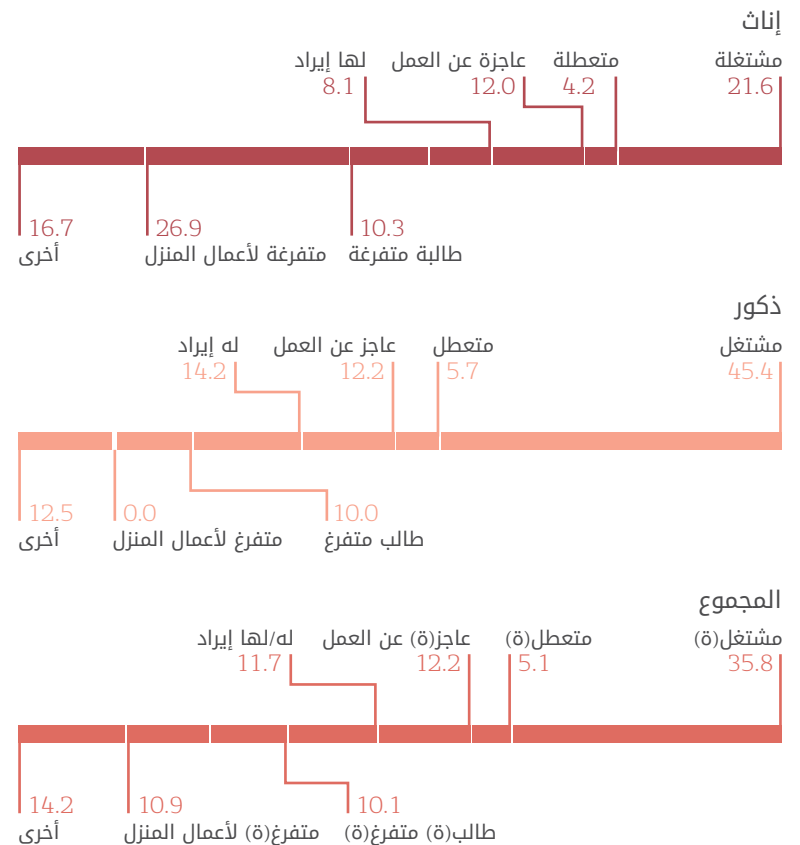 إناث
مشتغلة متعطلة عاجزة عن العمل لها إيراد
21.6 4.2 12.0 8.1
10.3 26.9 16.7
طالبة متفرغة متفرغة لأعمال المنزل أخرى
ذكور
مشتغل متعطل عاجز عن العمل له إيراد
45.4 5.7 12.2 14.2
10.0 0.0 12.5
طالب متفرغ متفرغ لأعمال المنزل أخرى
المجموع
مشتغل(ة) متعطل(ة) عاجز(ة) عن العمل له/لها إيراد
35.8 5.1 12.2 11.7
10.1 10.9 14.2
طالب(ة) متفرغ(ة) متفرغ(ة) لأعمال المنزل أخرى